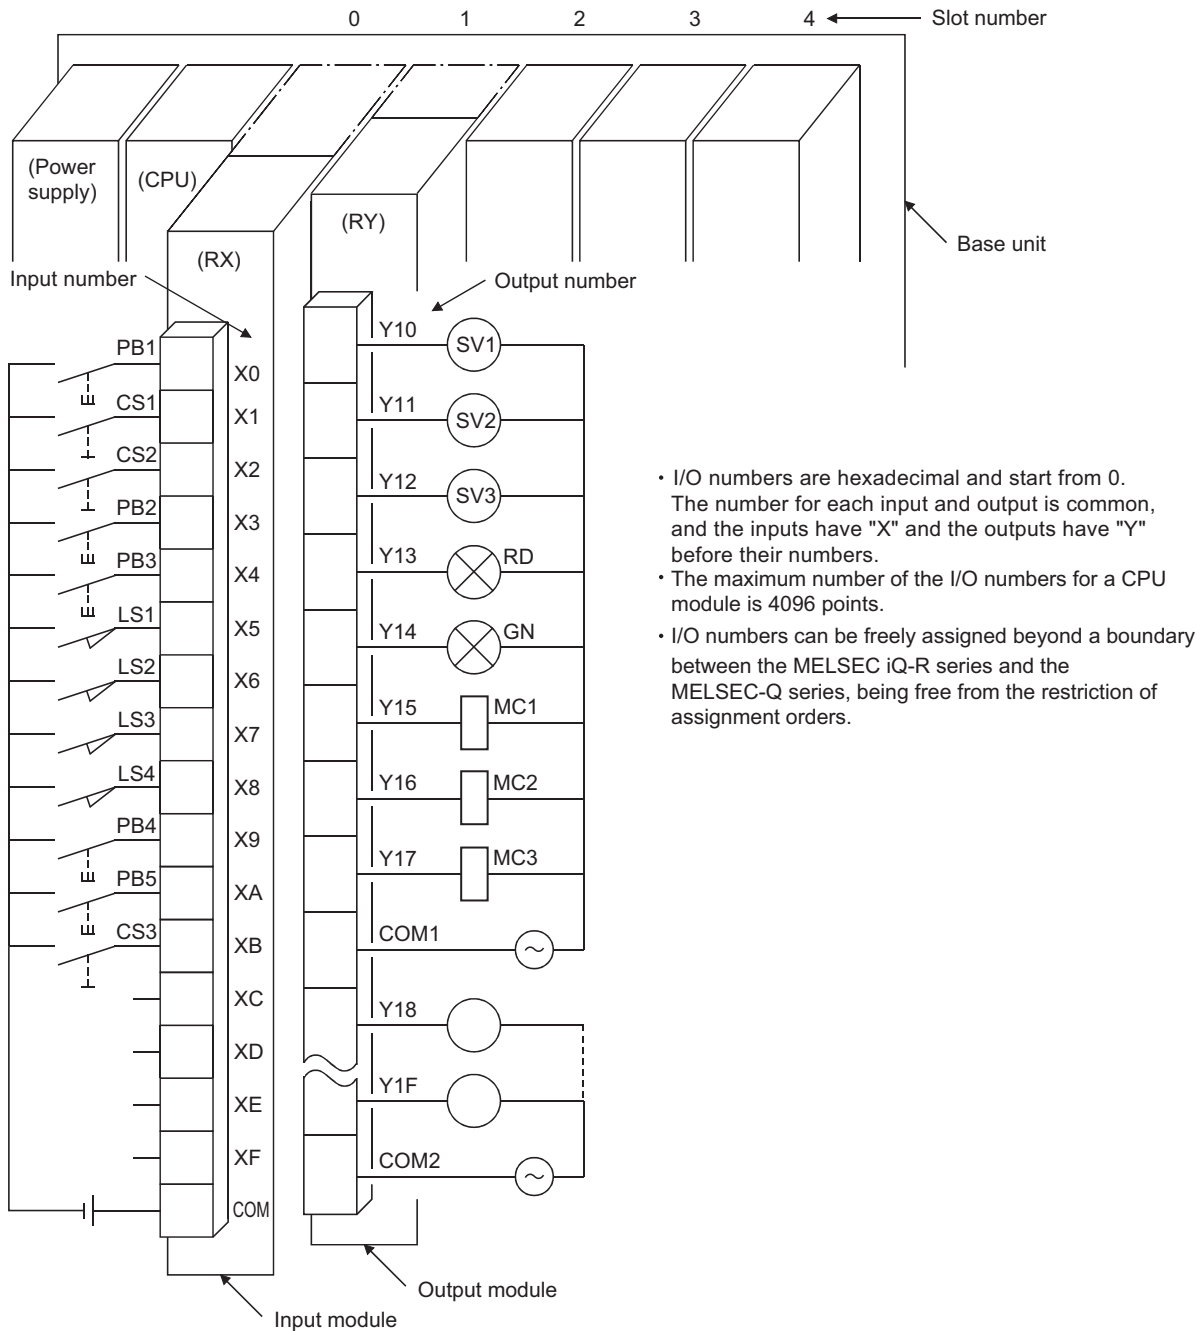 0 1 2 3 4 Slot number
(Power
supply)
(CPU)
(RX)
(RY)
Base unit
Input number
Output number
PB1 X0
CS1 X1
CS2 X2
PB2 X3
PB3 X4
LS1 X5
LS2 X6
LS3 X7
LS4 X8
PB4 X9
PB5 XA
CS3 XB
XC
XD
XE
XF
COM
Y10 SV1
Y11 SV2
Y12 SV3
Y13 RD
Y14 GN
Y15 MC1
Y16 MC2
Y17 MC3
COM1
Y18
Y1F
COM2
Output module
Input module
• I/O numbers are hexadecimal and start from 0.
The number for each input and output is common,
and the inputs have "X" and the outputs have "Y"
before their numbers.
• The maximum number of the I/O numbers for a CPU
module is 4096 points.
• I/O numbers can be freely assigned beyond a boundary
between the MELSEC iQ-R series and the
MELSEC-Q series, being free from the restriction of
assignment orders.